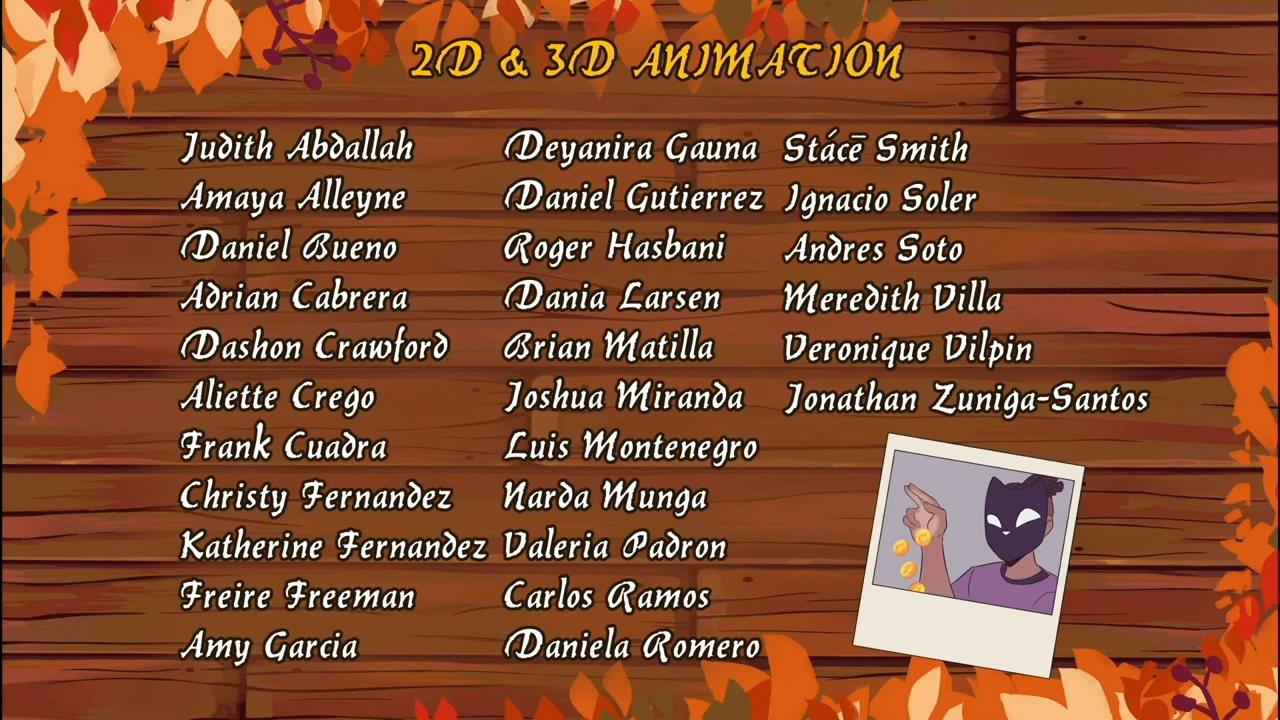 2D & 3D ANIMATION
Judith Abdallah
Amaya Alleyne
Daniel Bueno
Adrian Cabrera
Dashon Crawford
Aliette Crego
Frank Cuadra
Christy Fernandez
Katherine Fernandez
Freire Freeman
Amy Garcia
Deyanira Gauna
Daniel Gutierrez
Roger Hasbani
Dania Larsen
Brian Matilla
Joshua Miranda
Luis Montenegro
Narda Munga
Valeria Padron
Carlos Ramos
Daniela Romero
Stácē Smith
Ignacio Soler
Andres Soto
Meredith Villa
Veronique Vilpin
Jonathan Zuniga-Santos